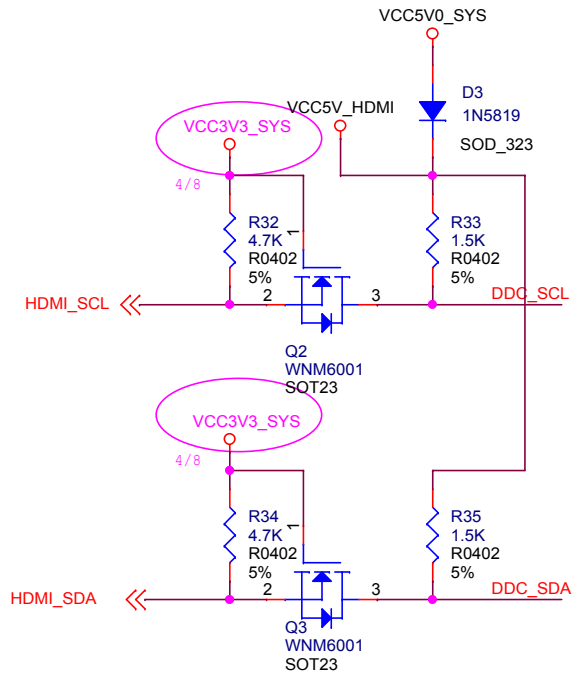 VCC5V0_SYS
D3
1N5819
SOD_323
VCC5V_HDMI
VCC3V3_SYS
4/8
R32
4.7K
R0402
5%
1
R33
1.5K
R0402
5%
HDMI_SCL
2
3
DDC_SCL
Q2
WNM6001
SOT23
VCC3V3_SYS
4/8
R34
4.7K
R0402
5%
1
R35
1.5K
R0402
5%
HDMI_SDA
2
3
DDC_SDA
Q3
WNM6001
SOT23